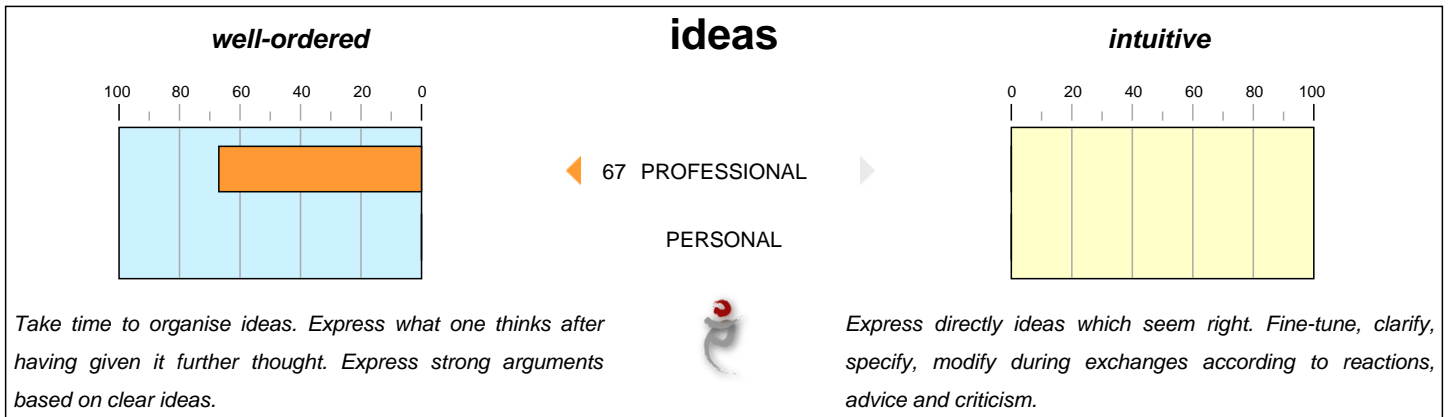 well-ordered ideas intuitive
100 80 60 40 20 0 0 20 40 60 80 100
67 PROFESSIONAL
PERSONAL
Take time to organise ideas. Express what one thinks after
having given it further thought. Express strong arguments
based on clear ideas.
Express directly ideas which seem right. Fine-tune, clarify,
specify, modify during exchanges according to reactions,
advice and criticism.